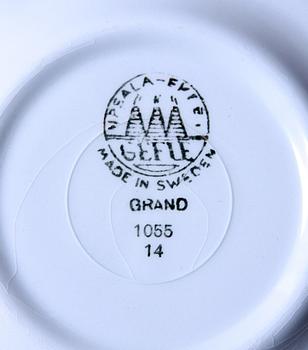 UPSALA-EKEBY
GEFLE
MADE IN SWEDEN
GRAND
1055
14